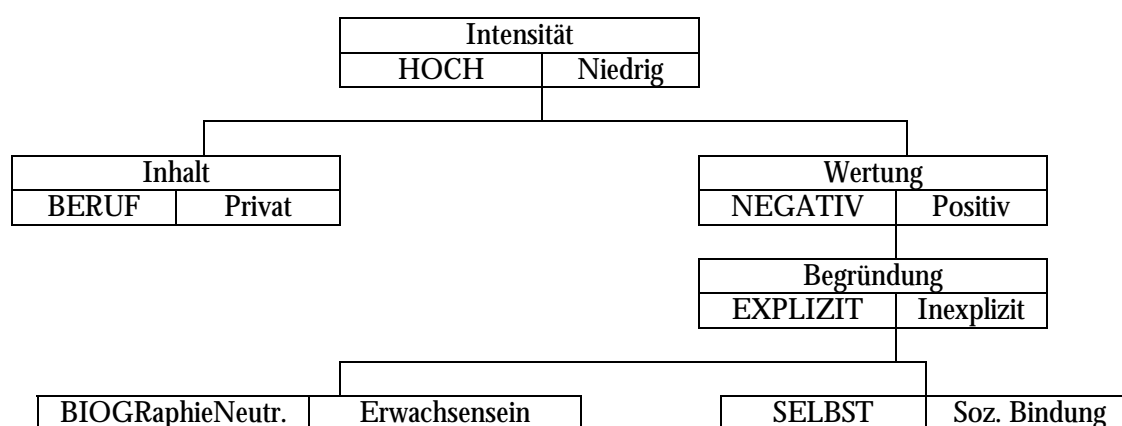 Intensität
HOCH Niedrig
Inhalt Wertung
BERUF Privat NEGATIV Positiv
Begründung
EXPLIZIT Inexplizit
BIOGRaphieNeutr. Erwachsensein SELBST Soz. Bindung